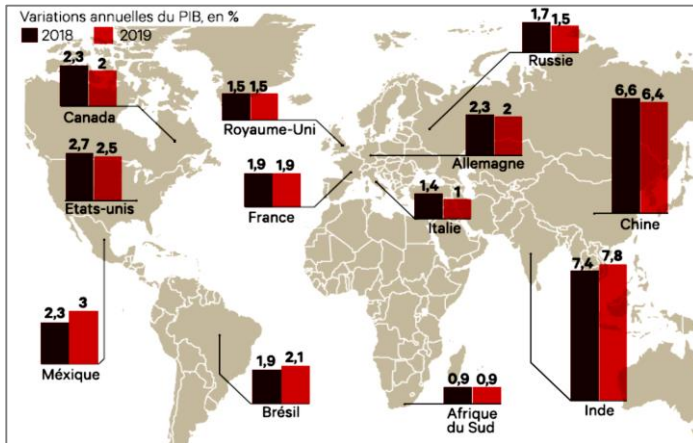 Variations annuelles du PIB, en %
2018 2019
2,3 2
Canada
2,7 2,5
Etats-unis
2,3 3
Méxique
1,9 2,1
Brésil
1,5 1,5
Royaume-Uni
1,9 1,9
France
1,7 1,5
Russie
2,3 2
Allemagne
1,4 1
Italie
0,9 0,9
Afrique
du Sud
6,6 6,4
Chine
7,4 7,8
Inde